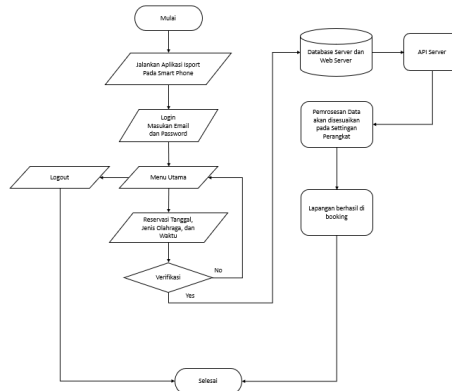 Mulai
Jalankan Aplikasi Isport
Pada Smart Phone
Login
Masukan Email
dan Password
Logout
Menu Utama
Reservasi Tanggal,
Jenis Olahraga, dan
Waktu
Verifikasi
No
Yes
Database Server dan
Web Server
API Server
Pemrosesan Data
akan disesuaikan
pada Settingan
Perangkat
Lapangan berhasil di
booking
Selesai